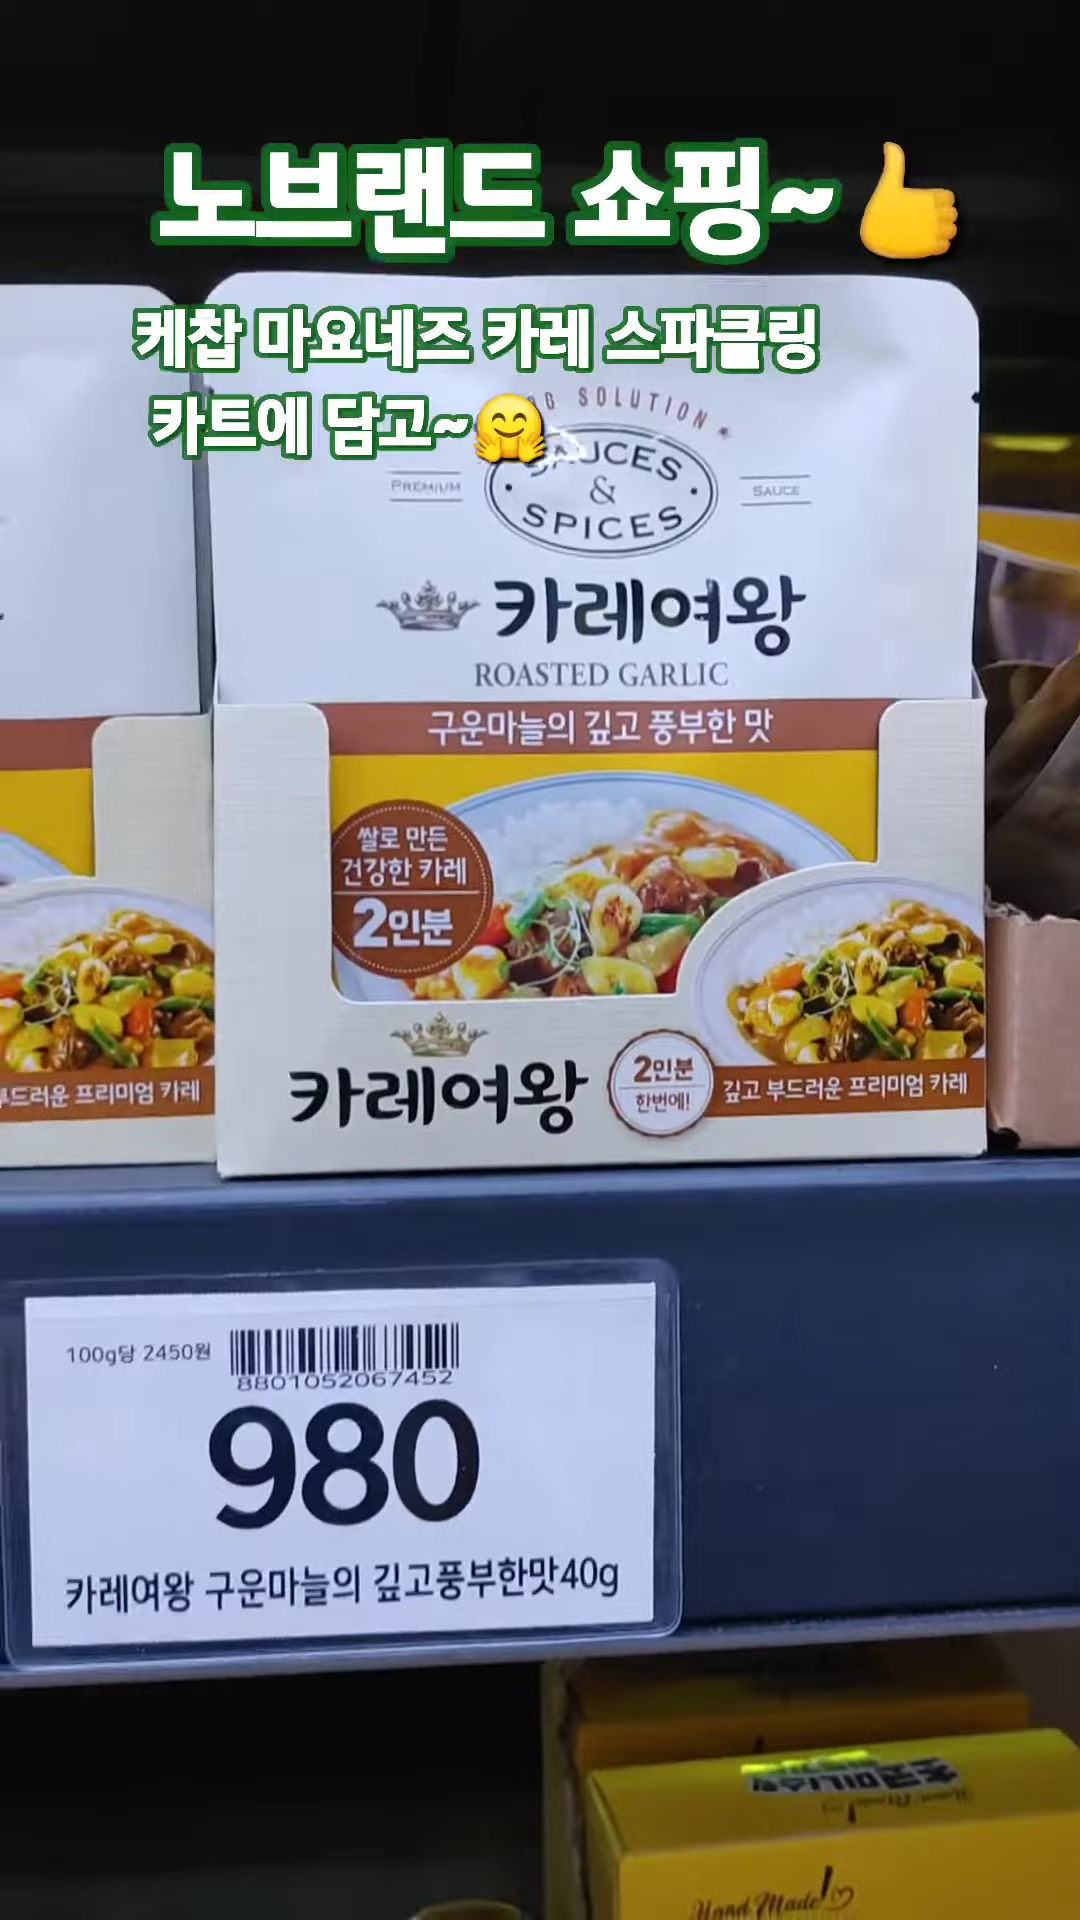 노브랜드 쇼핑~👍
케찹 마요네즈 카레 스파클링
카트에 담고~🤗
SOLUTION
SAUCES
&
SPICES
PREMIUM
SAUCE
카레여왕
ROASTED GARLIC
구운마늘의 깊고 풍부한 맛
쌀로 만든
건강한 카레
2인분
카레여왕
2인분
한번에!
깊고 부드러운 프리미엄 카레
부드러운 프리미엄 카레
100g당 2450원
8801052067452
980
카레여왕 구운마늘의 깊고풍부한맛40g
Hand Made!